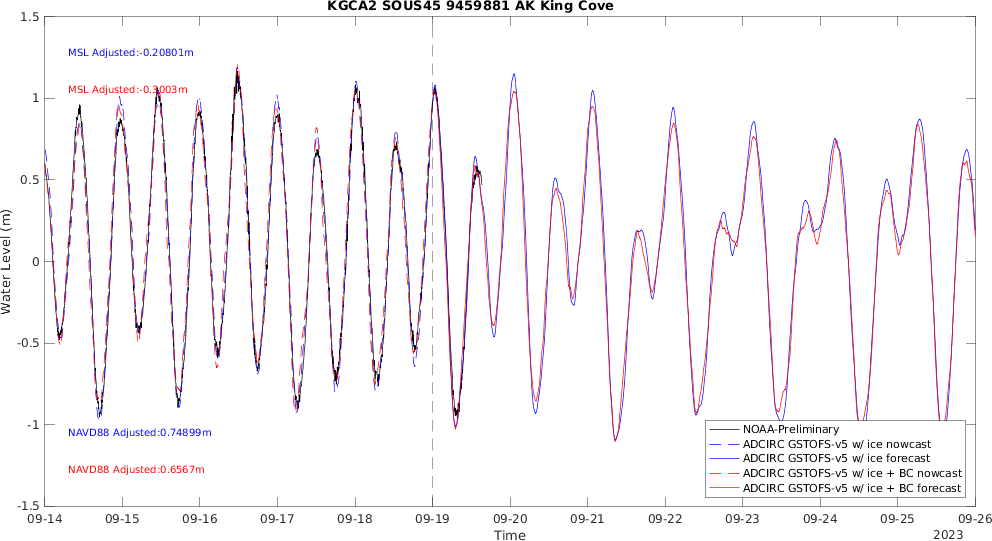 KGCA2 SOUS45 9459881 AK King Cove
1.5
1
0.5
0
-0.5
-1
-1.5
Water Level (m)
MSL Adjusted:-0.20801m
MSL Adjusted:-0.3003m
NAVD88 Adjusted:0.74899m
NAVD88 Adjusted:0.6567m
NOAA-Preliminary
ADCIRC GSTOFS-v5 w/ ice nowcast
ADCIRC GSTOFS-v5 w/ ice forecast
ADCIRC GSTOFS-v5 w/ ice + BC nowcast
ADCIRC GSTOFS-v5 w/ ice + BC forecast
09-14 09-15 09-16 09-17 09-18 09-19 09-20 09-21 09-22 09-23 09-24 09-25 09-26
Time
2023